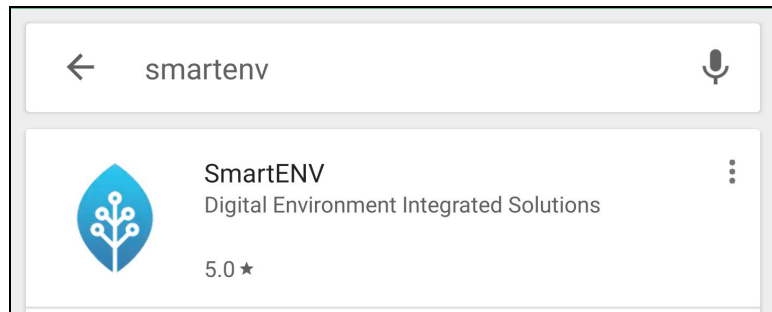 smartenv
SmartENV
Digital Environment Integrated Solutions
5.0 ★